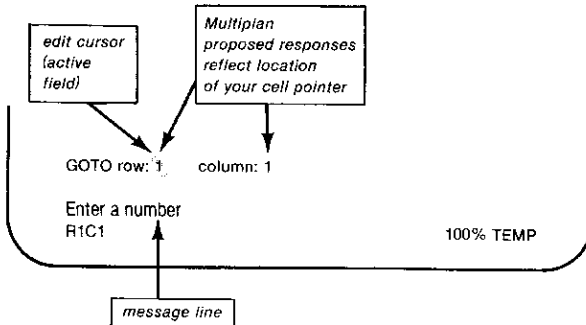 edit cursor
(active
field)
Multiplan
proposed responses
reflect location
of your cell pointer
GOTO row: 1 column: 1
Enter a number
R1C1 100% TEMP
message line